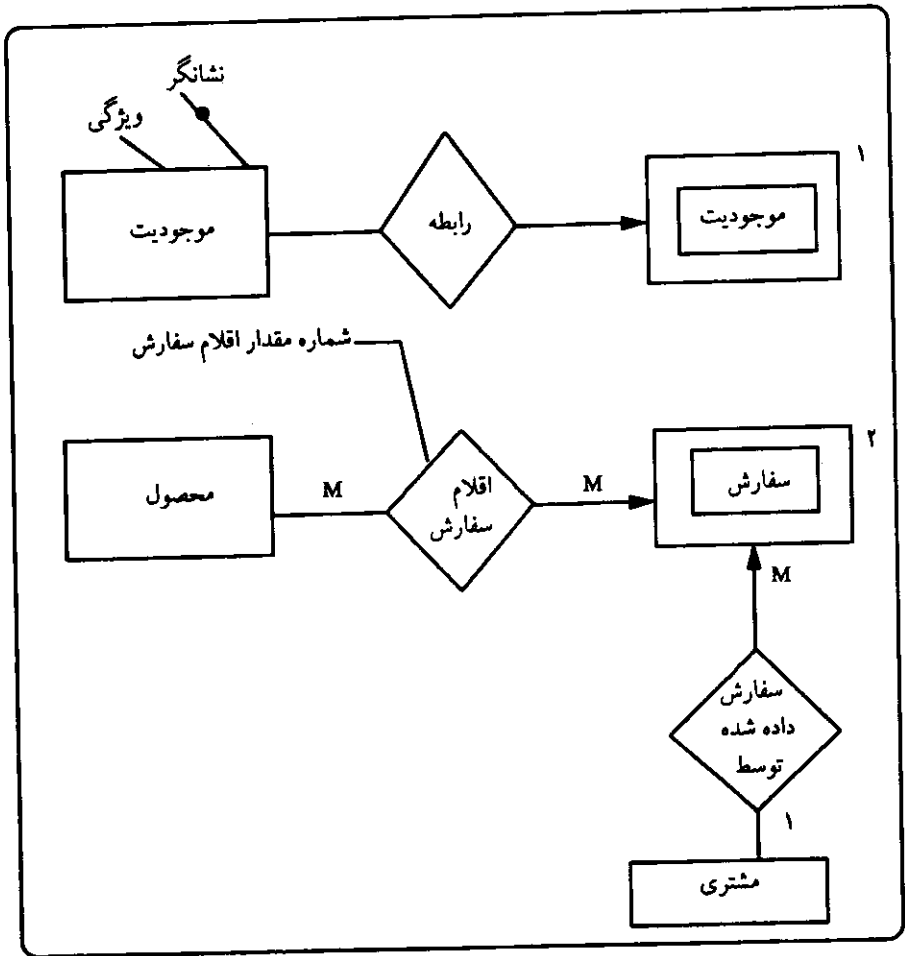 نشانگر
ویژگی
۱
موجودیت
رابطه
موجودیت
شماره مقدار اقلام سفارش
۲
محصول
M
اقلام
سفارش
M
سفارش
M
سفارش
داده شده
توسط
۱
مشتری